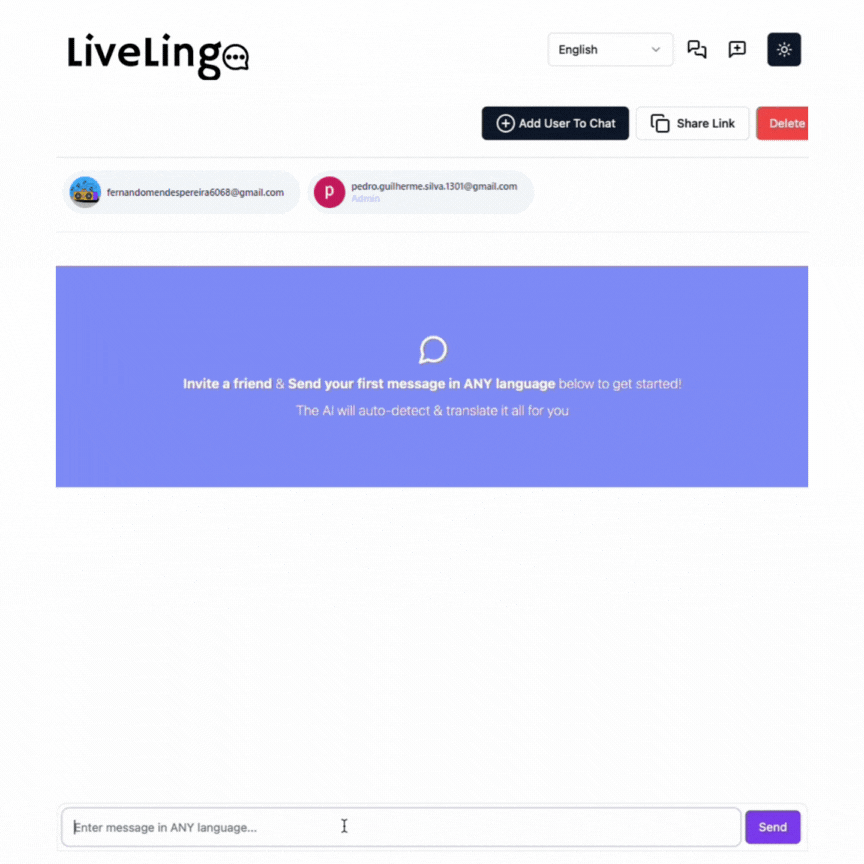 LiveLingo
English
Add User To Chat
Share Link
Delete
fernandomendespereira6068@gmail.com
pedro.guilherme.silva.1301@gmail.com
P
Admin
Invite a friend & Send your first message in ANY language below to get started!
The AI will auto-detect & translate it all for you
Enter message in ANY language...
Send